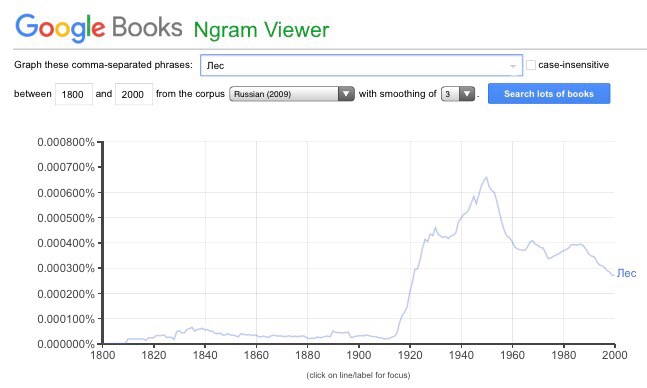 Google Books Ngram Viewer
Graph these comma-separated phrases: Лес case-insensitive
between 1800 and 2000 from the corpus Russian (2009) with smoothing of 3 . Search lots of books
0.000800%
0.000700%
0.000600%
0.000500%
0.000400%
0.000300%
Лес
0.000200%
0.000100%
0.000000%
1800 1820 1840 1860 1880 1900 1920 1940 1960 1980 2000
(click on line/label for focus)